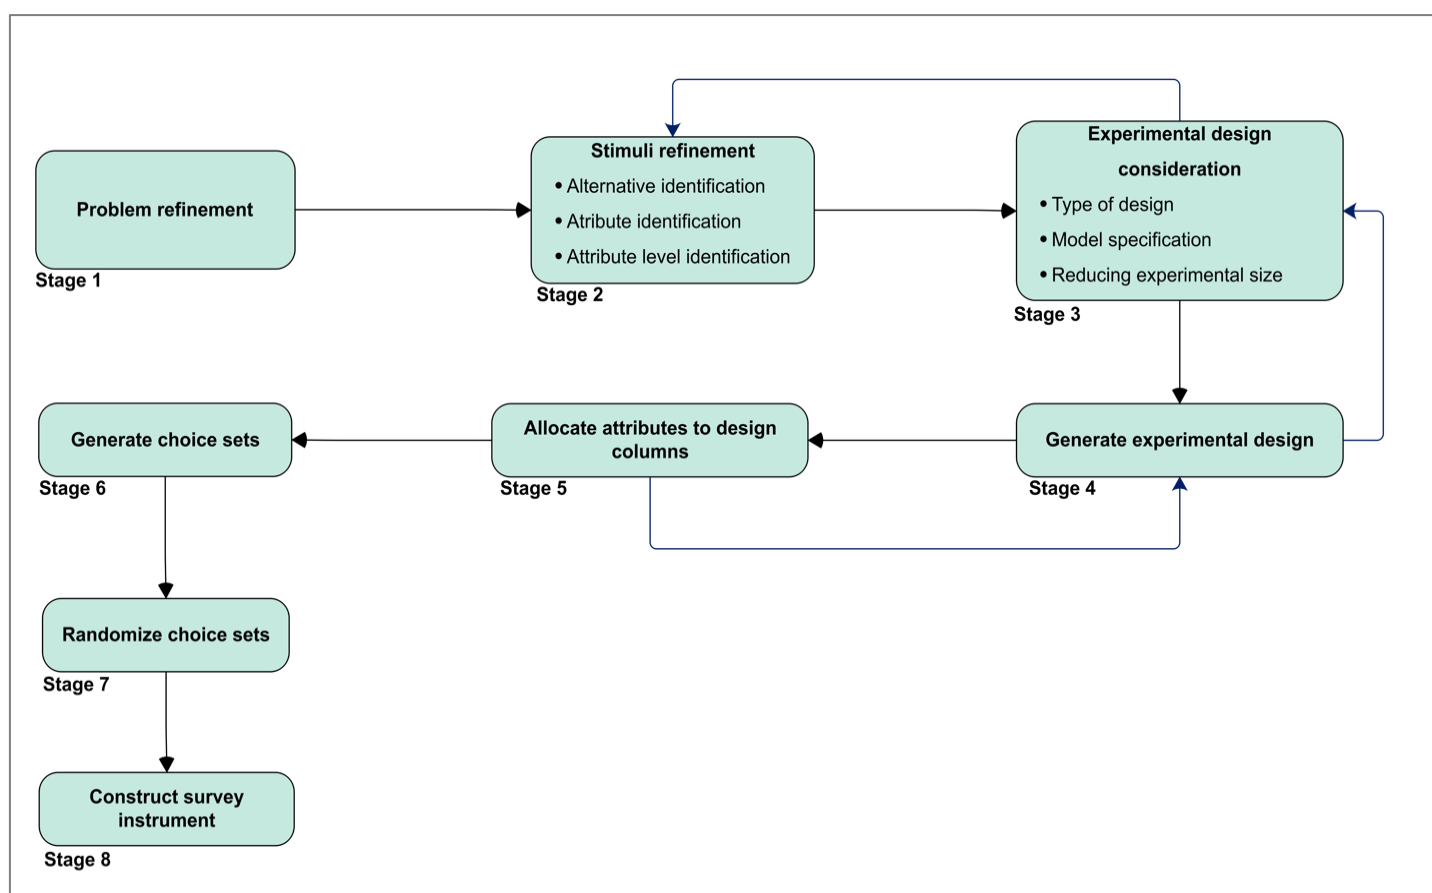 Problem refinement
Stage 1
Stimuli refinement
• Alternative identification
• Atribute identification
• Attribute level identification
Stage 2
Experimental design
consideration
• Type of design
• Model specification
• Reducing experimental size
Stage 3
Generate experimental design
Stage 4
Allocate attributes to design
columns
Stage 5
Generate choice sets
Stage 6
Randomize choice sets
Stage 7
Construct survey
instrument
Stage 8